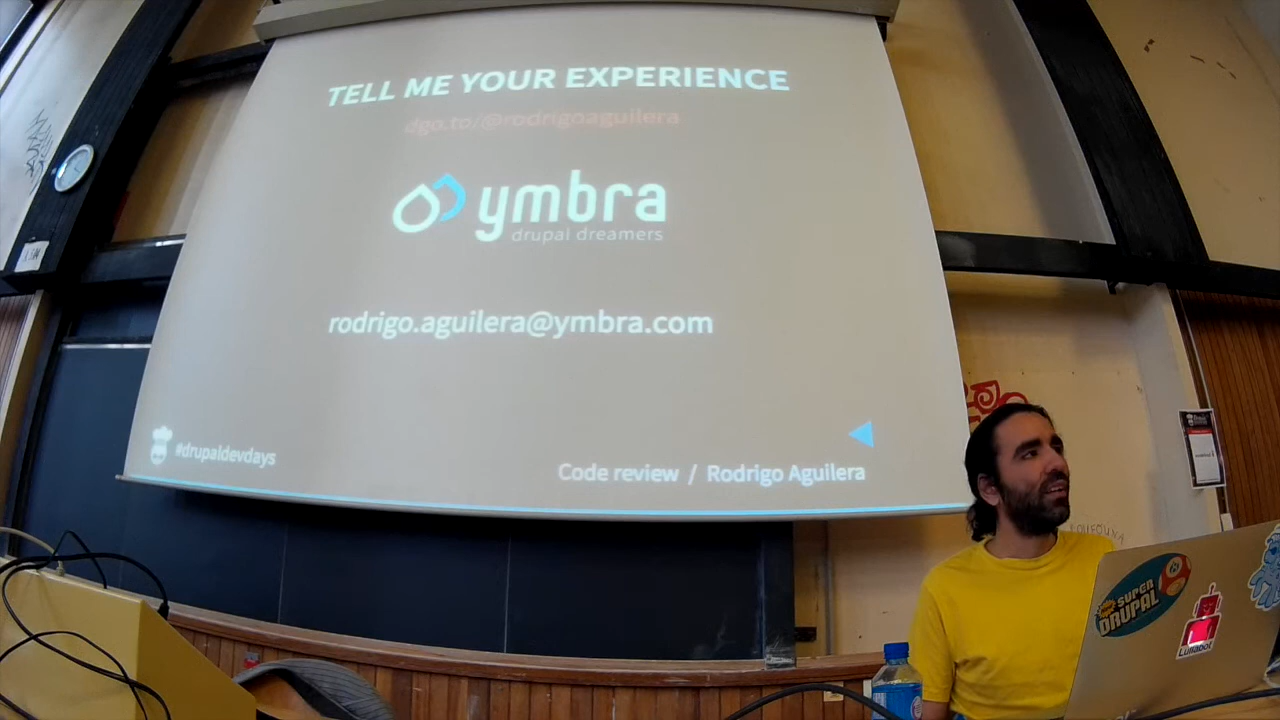 TELL ME YOUR EXPERIENCE
dgo.to/@rodrigoaguilera
ymbra
drupal dreamers
rodrigo.aguilera@ymbra.com
#drupaldevdays
Code review / Rodrigo Aguilera
SUPER
DRUPAL
Lullabot